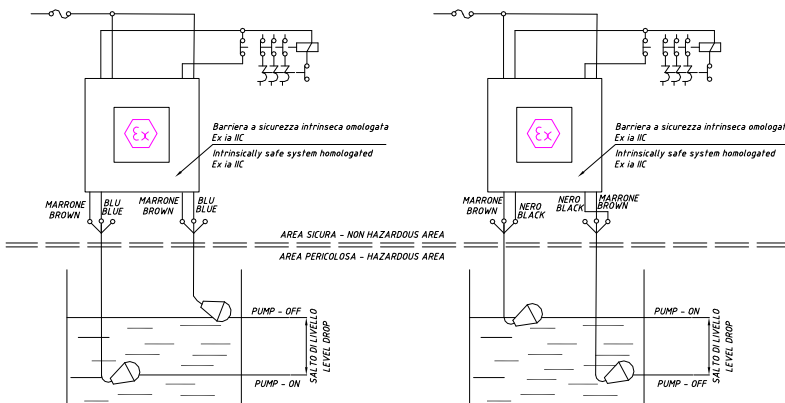 Ex
Barriera a sicurezza intrinseca omologata
Ex ia IIC
Intrinsically safe system homologated
Ex ia IIC
MARRONE
BROWN
BLU
BLUE
MARRONE
BROWN
BLU
BLUE
Ex
Barriera a sicurezza intrinseca omologat
Ex ia IIC
Intrinsically safe system homologated
Ex ia IIC
MARRONE
BROWN
NERO
BLACK
NERO
BLACK
MARRONE
BROWN
AREA SICURA - NON HAZARDOUS AREA
AREA PERICOLOSA - HAZARDOUS AREA
PUMP - OFF
PUMP - ON
SALTO DI LIVELLO
LEVEL DROP
PUMP - ON
PUMP - OFF
SALTO DI LIVELLO
LEVEL DROP